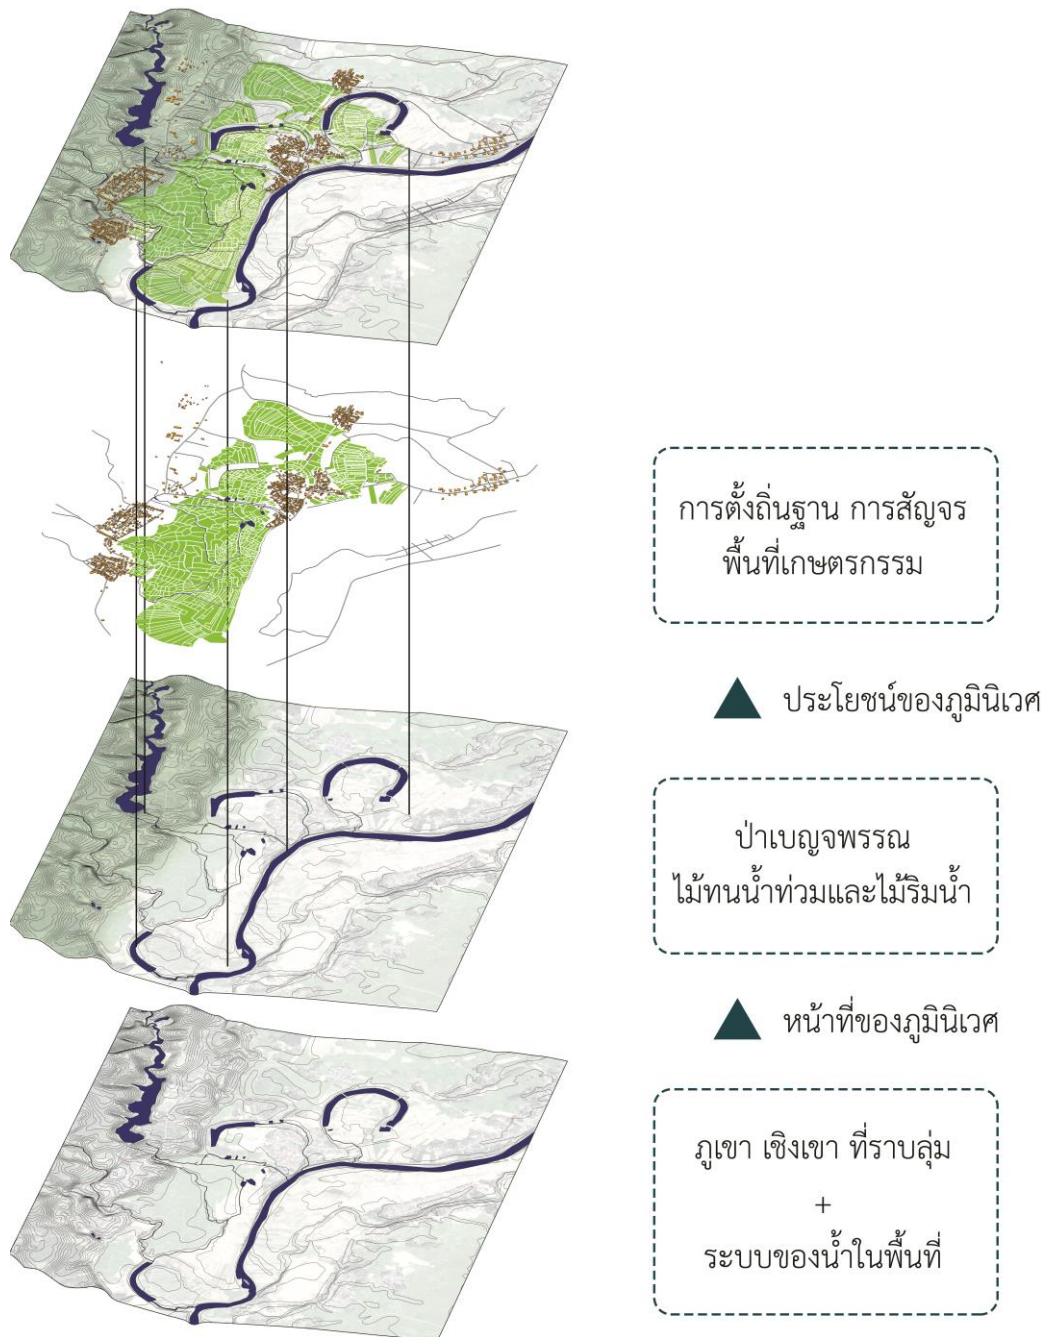 การตั้งถิ่นฐาน การสัญจร
พื้นที่เกษตรกรรม
ประโยชน์ของภูมินิเวศ
ป่าเบญจพรรณ
ไม้ทนน้ำท่วมและไม้ริมน้ำ
หน้าที่ของภูมินิเวศ
ภูเขา เชิงเขา ที่ราบลุ่ม
+
ระบบของน้ำในพื้นที่